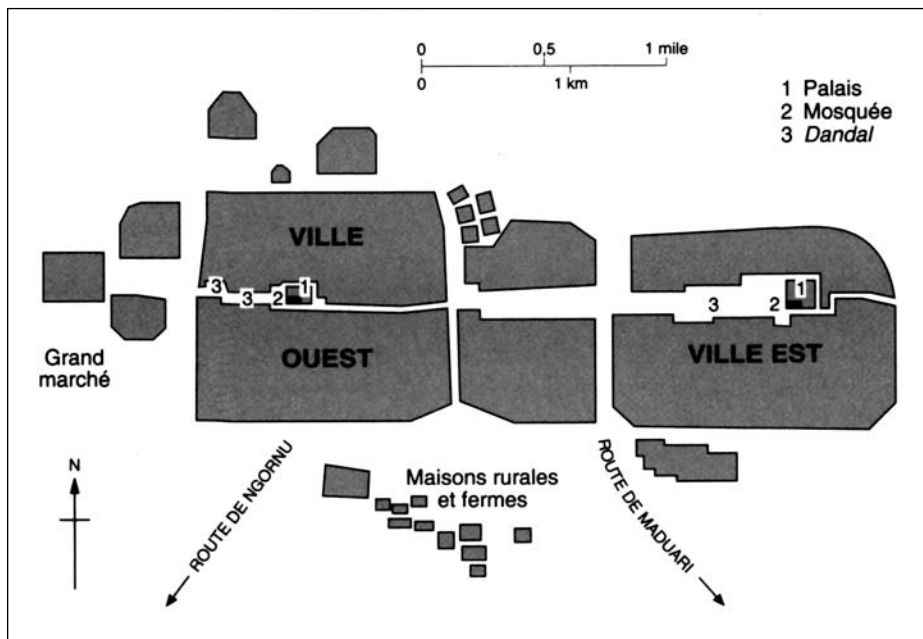 0 0,5 1 mile
0 1 km
1 Palais
2 Mosquée
3 Dandal
VILLE
3
3
2
1
OUEST
1
2
3
VILLE EST
Grand
marché
N
ROUTE DE NGORNU
Maisons rurales
et fermes
ROUTE DE MADUARI